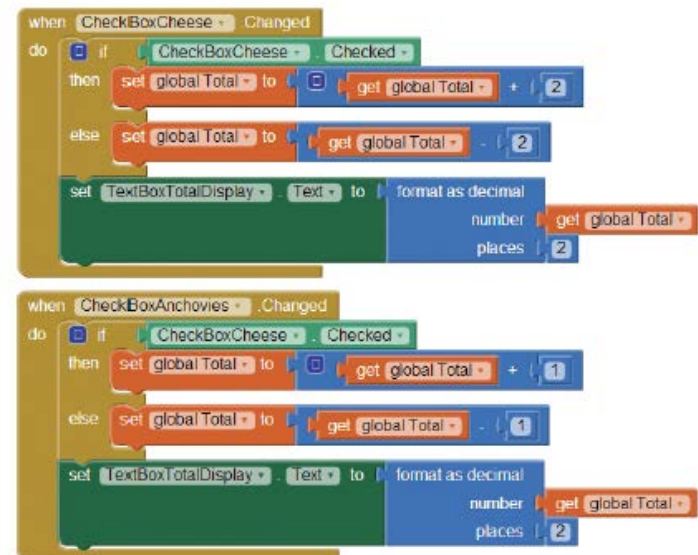 when CheckBoxCheese .Changed
do if CheckBoxCheese . Checked
then set global Total to get global Total + 2
else set global Total to get global Total - 2
set TextBoxTotalDisplay . Text to format as decimal
number get global Total
places 2
when CheckBoxAnchovies .Changed
do if CheckBoxCheese . Checked
then set global Total to get global Total + 1
else set global Total to get global Total - 1
set TextBoxTotalDisplay . Text to format as decimal
number get global Total
places 2